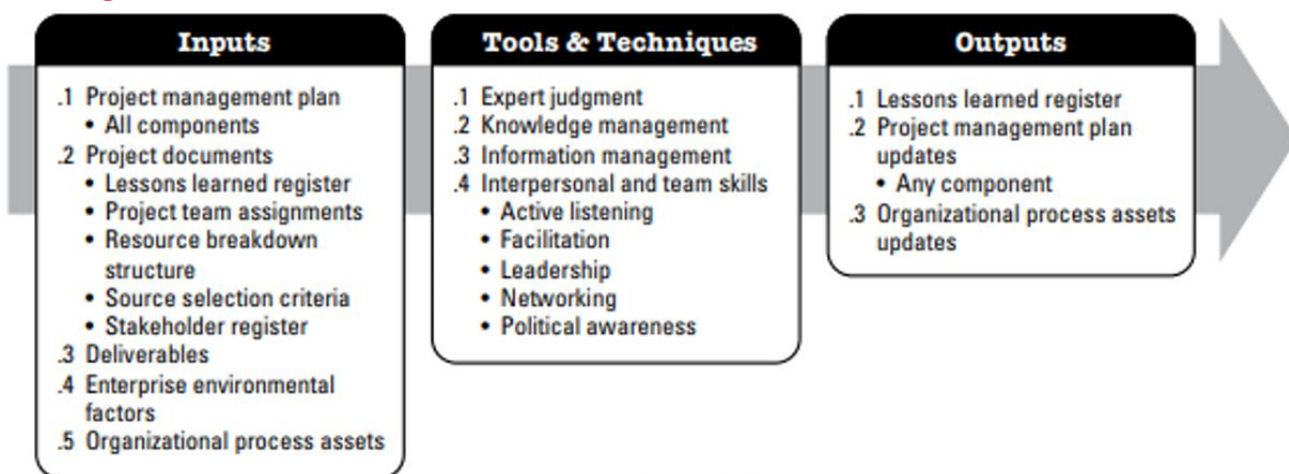 Inputs
.1 Project management plan
• All components
.2 Project documents
• Lessons learned register
• Project team assignments
• Resource breakdown
structure
• Source selection criteria
• Stakeholder register
.3 Deliverables
.4 Enterprise environmental
factors
.5 Organizational process assets
Tools & Techniques
.1 Expert judgment
.2 Knowledge management
.3 Information management
.4 Interpersonal and team skills
• Active listening
• Facilitation
• Leadership
• Networking
• Political awareness
Outputs
.1 Lessons learned register
.2 Project management plan
updates
• Any component
.3 Organizational process assets
updates